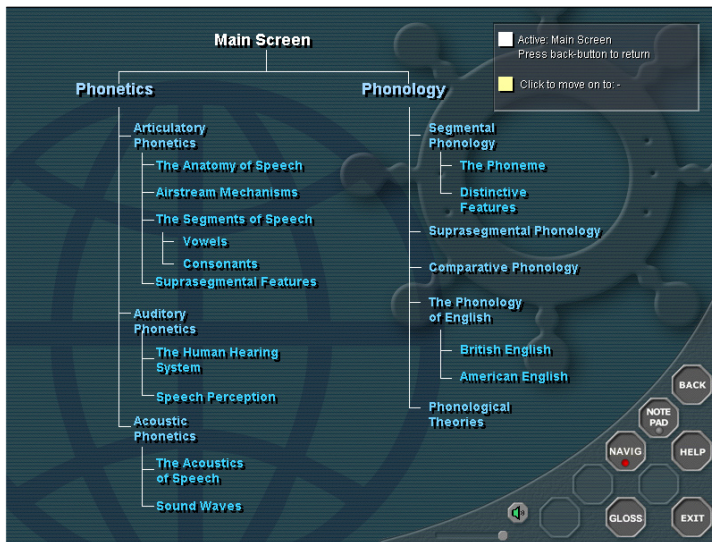 Main Screen
Active: Main Screen
Press back-button to return
Click to move on to: -
Phonetics
Articulatory
Phonetics
The Anatomy of Speech
Airstream Mechanisms
The Segments of Speech
Vowels
Consonants
Suprasegmental Features
Auditory
Phonetics
The Human Hearing
System
Speech Perception
Acoustic
Phonetics
The Acoustics
of Speech
Sound Waves
Phonology
Segmental
Phonology
The Phoneme
Distinctive
Features
Suprasegmental Phonology
Comparative Phonology
The Phonology
of English
British English
American English
Phonological
Theories
BACK
NOTE
PAD
NAVIG
HELP
GLOSS
EXIT